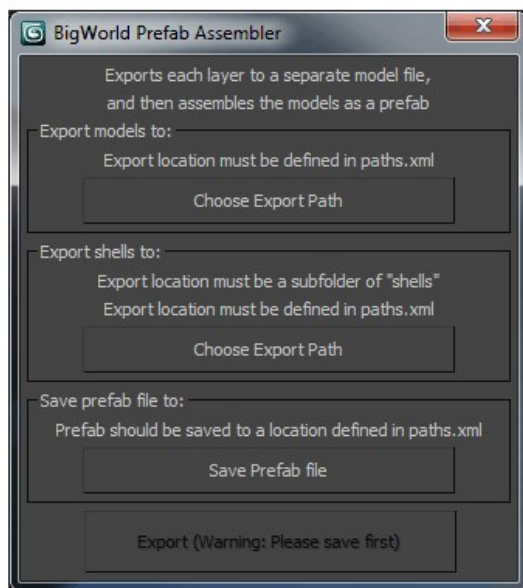 BigWorld Prefab Assembler
Exports each layer to a separate model file,
and then assembles the models as a prefab
Export models to:
Export location must be defined in paths.xml
Choose Export Path
Export shells to:
Export location must be a subfolder of "shells"
Export location must be defined in paths.xml
Choose Export Path
Save prefab file to:
Prefab should be saved to a location defined in paths.xml
Save Prefab file
Export (Warning: Please save first)